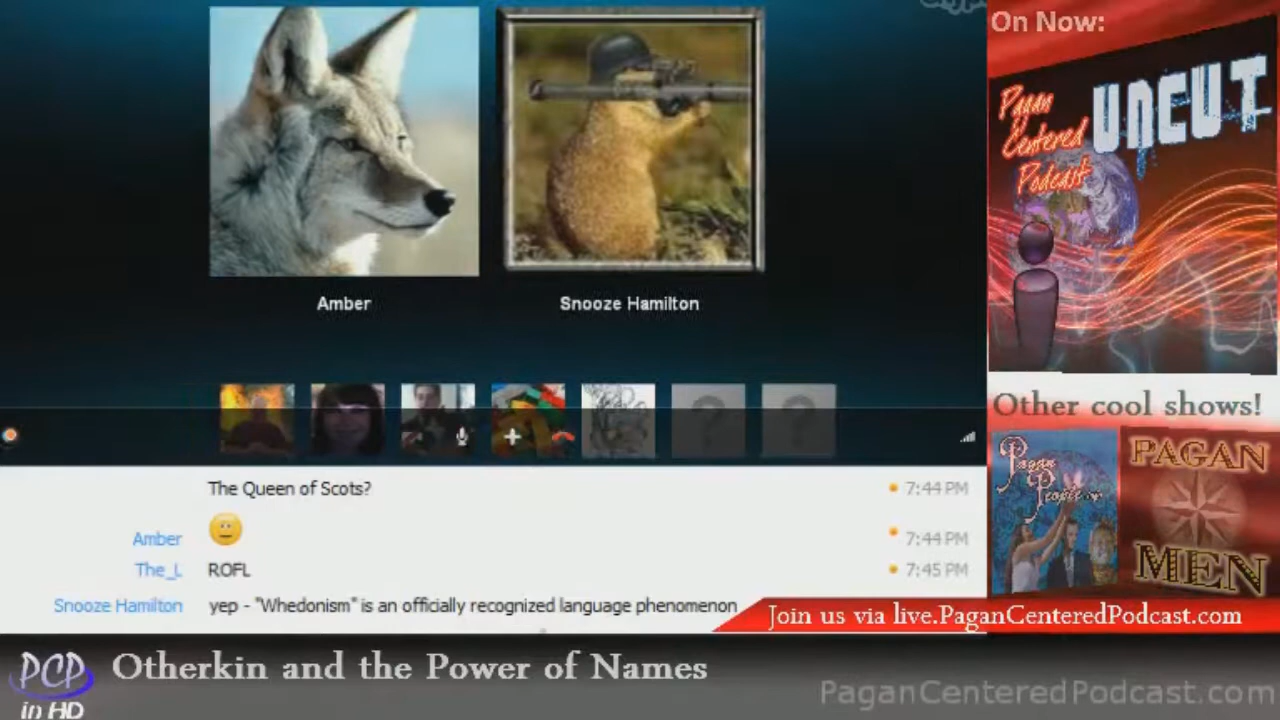 On Now:
Pagan
Centered
Podcast
UNCUT
Amber
Snooze Hamilton
Other cool shows!
Pagan
People
PAGAN
MEN
The Queen of Scots?
7:44 PM
Amber
7:44 PM
The_L
ROFL
7:45 PM
Snooze Hamilton
yep - "Whedonism" is an officially recognized language phenomenon
Join us via live.PaganCenteredPodcast.com
PCP
in HD
Otherkin and the Power of Names
PaganCenteredPodcast.com